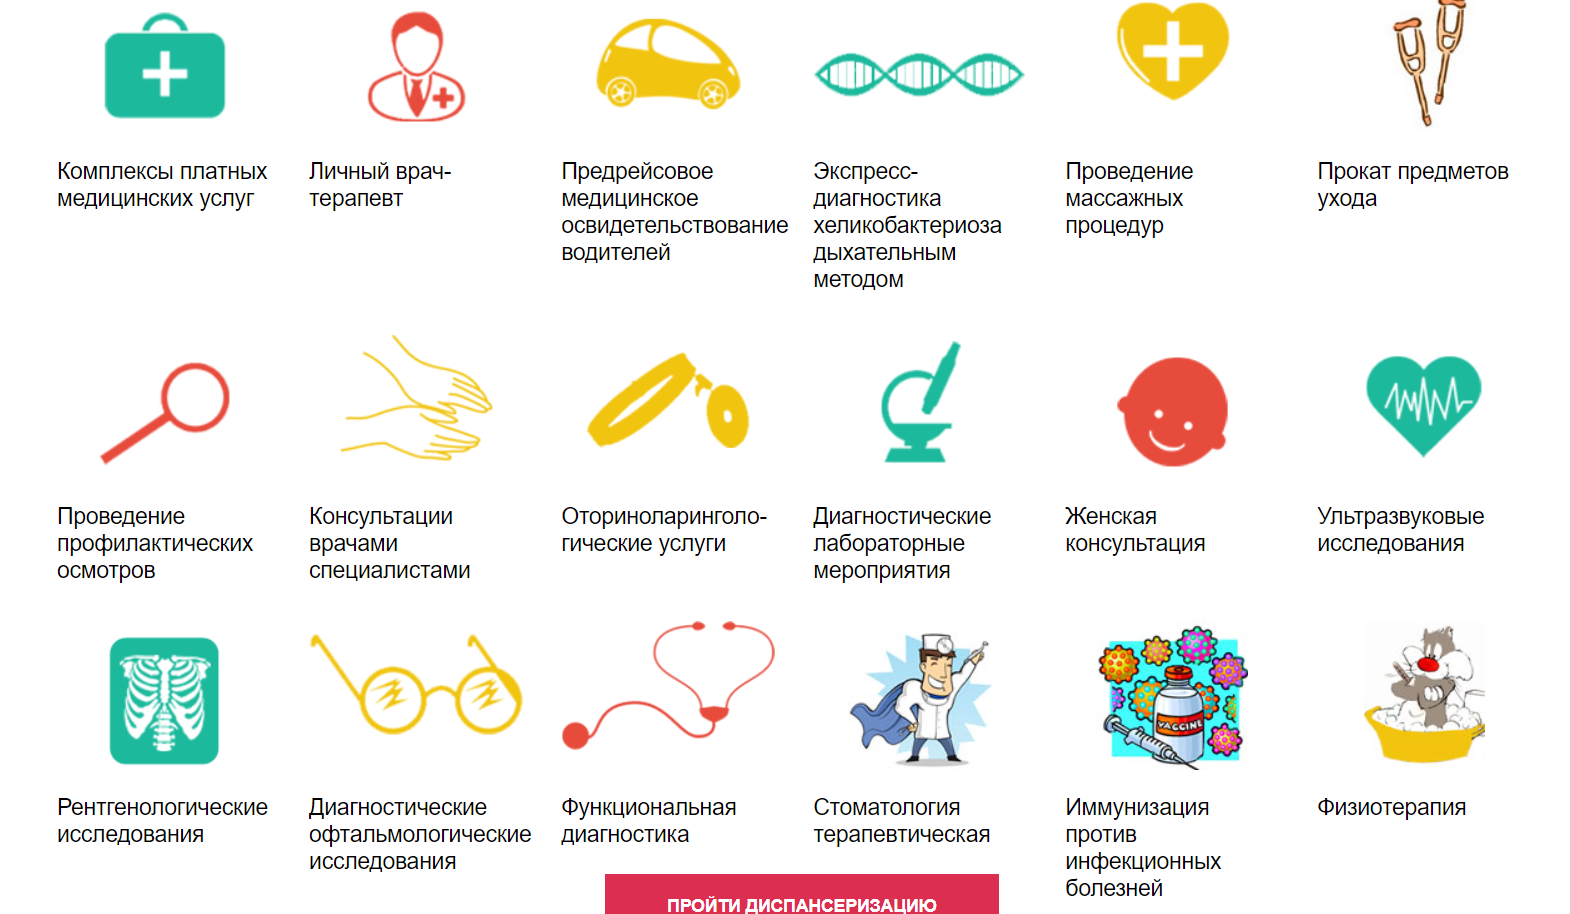 Комплексы платных
медицинских услуг
Личный врач-
терапевт
Предрейсовое
медицинское
освидетельствование
водителей
Экспресс-
диагностика
хеликобактериоза
дыхательным
методом
Проведение
массажных
процедур
Прокат предметов
ухода
Проведение
профилактических
осмотров
Консультации
врачами
специалистами
Оториноларинголо-
гические услуги
Диагностические
лабораторные
мероприятия
Женская
консультация
Ультразвуковые
исследования
VACCINE
Рентгенологические
исследования
Диагностические
офтальмологические
исследования
Функциональная
диагностика
Стоматология
терапевтическая
Иммунизация
против
инфекционных
болезней
Физиотерапия
ПРОЙТИ ДИСПАНСЕРИЗАЦИЮ